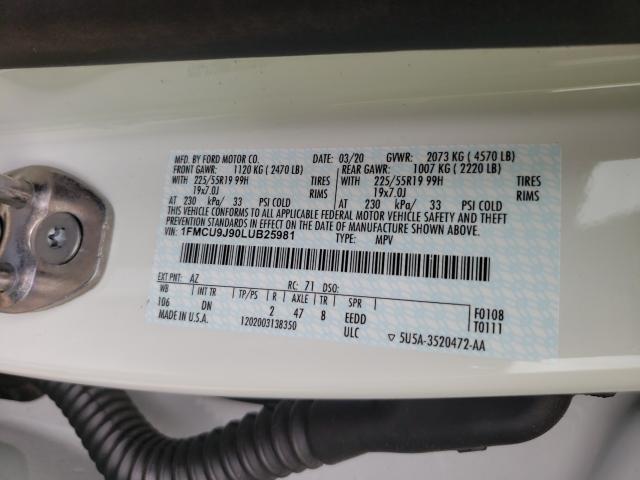 MFD. BY FORD MOTOR CO.
DATE: 03/20 GVWR: 2073 KG ( 4570 LB)
FRONT GAWR: 1120 KG ( 2470 LB) REAR GAWR: 1007 KG ( 2220 LB)
WITH 225/55R19 99H TIRES WITH 225/55R19 99H TIRES
19x7.0J RIMS 19x7.0J RIMS
AT 230 kPa/ 33 PSI COLD AT 230 kPa/ 33 PSI COLD
THIS VEHICLE CONFORMS TO ALL APPLICABLE FEDERAL MOTOR VEHICLE SAFETY AND THEFT
PREVENTION STANDARDS IN EFFECT ON THE DATE OF MANUFACTURE SHOWN ABOVE.
VIN: 1FMCU9J90LUB25981 TYPE: MPV
EXT PNT: AZ RC: 71 DSO:
WB INT TR TP/PS R AXLE TR SPR
106 DN 2 47 8 EEDD F0108
T0111
MADE IN U.S.A. 1202003138350 ULC ▽ 5U5A-3520472-AA